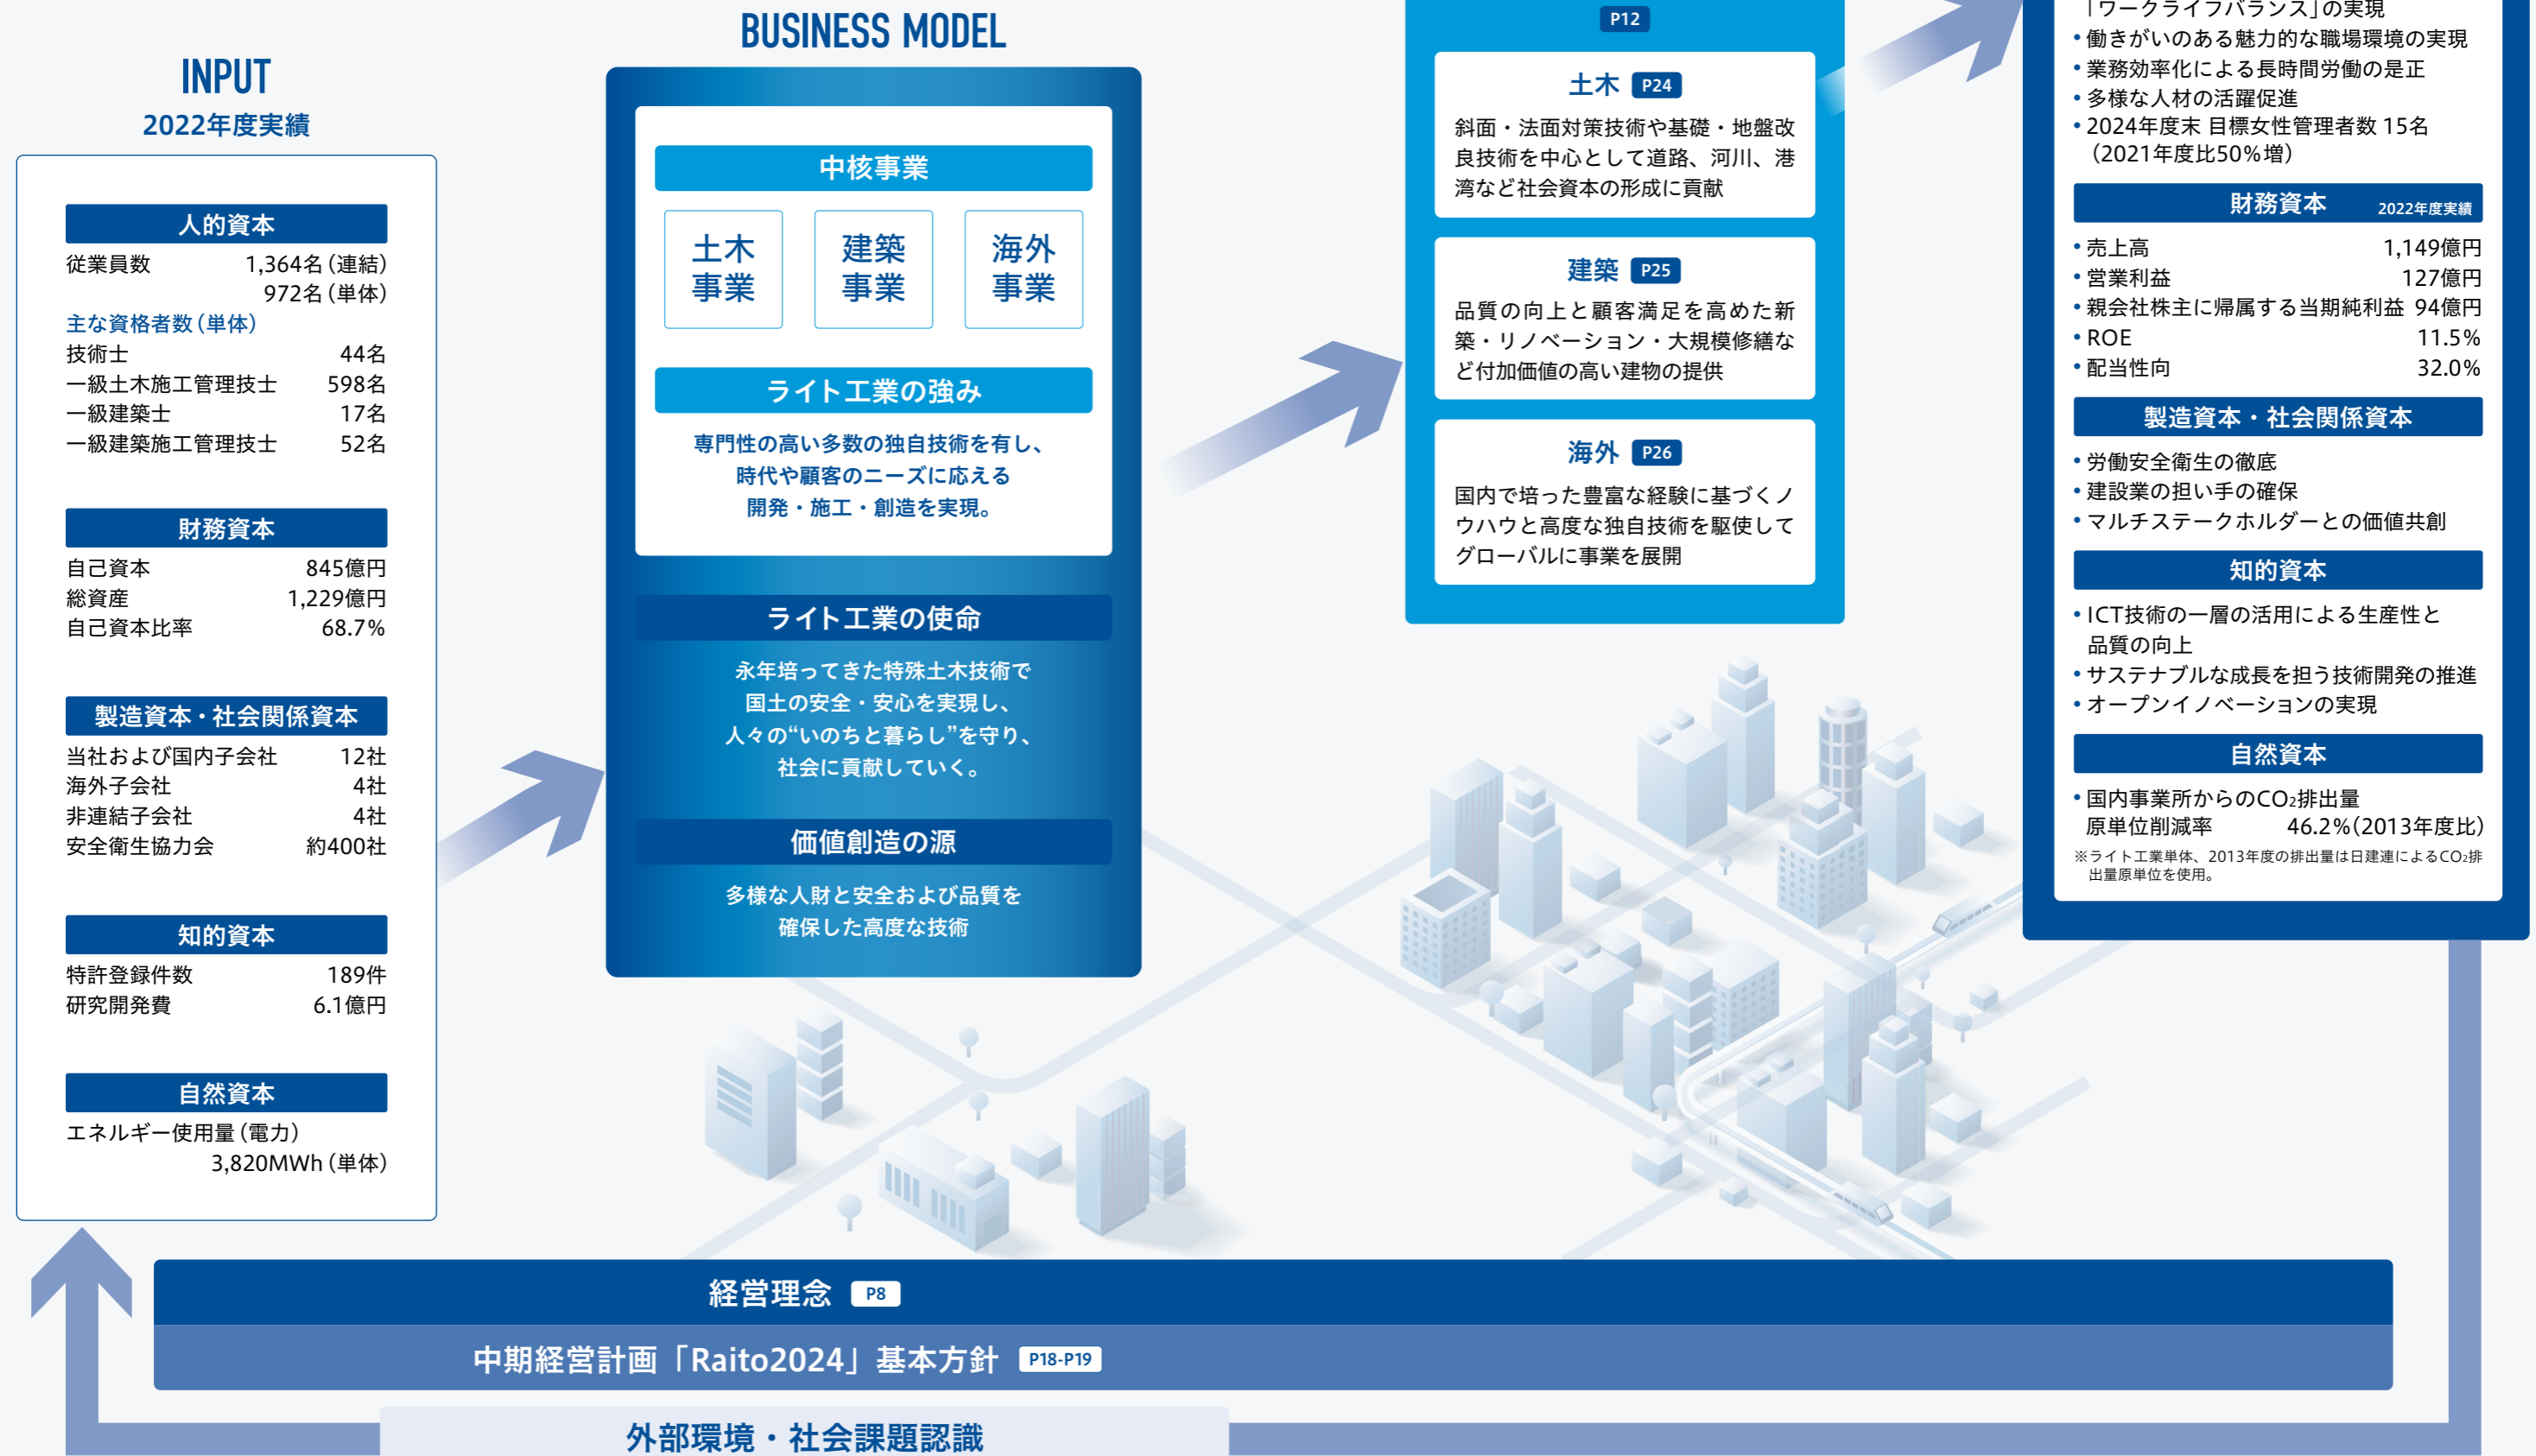 INPUT
2022年度実績
人的資本
従業員数 1,364名（連結）
972名（単体）
主な資格者数（単体）
技術士 44名
一級土木施工管理技士 598名
一級建築士 17名
一級建築施工管理技士 52名
財務資本
自己資本 845億円
総資産 1,229億円
自己資本比率 68.7%
製造資本・社会関係資本
当社および国内子会社 12社
海外子会社 4社
非連結子会社 4社
安全衛生協力会 約400社
知的資本
特許登録件数 189件
研究開発費 6.1億円
自然資本
エネルギー使用量（電力）
3,820MWh（単体）
BUSINESS MODEL
中核事業
土木
事業
建築
事業
海外
事業
ライト工業の強み
専門性の高い多数の独自技術を有し、
時代や顧客のニーズに応える
開発・施工・創造を実現。
ライト工業の使命
永年培ってきた特殊土木技術で
国土の安全・安心を実現し、
人々の“いのちと暮らし”を守り、
社会に貢献していく。
価値創造の源
多様な人財と安全および品質を
確保した高度な技術
P12
土木 P24
斜面・法面対策技術や基礎・地盤改
良技術を中心として道路、河川、港
湾など社会資本の形成に貢献
建築 P25
品質の向上と顧客満足を高めた新
築・リノベーション・大規模修繕な
ど付加価値の高い建物の提供
海外 P26
国内で培った豊富な経験に基づくノ
ウハウと高度な独自技術を駆使して
グローバルに事業を展開
「ワークライフバランス」の実現
•働きがいのある魅力的な職場環境の実現
•業務効率化による長時間労働の是正
•多様な人材の活躍促進
•2024年度末 目標女性管理者数 15名
（2021年度比50%増）
財務資本 2022年度実績
•売上高 1,149億円
•営業利益 127億円
•親会社株主に帰属する当期純利益 94億円
•ROE 11.5%
•配当性向 32.0%
製造資本・社会関係資本
•労働安全衛生の徹底
•建設業の担い手の確保
•マルチステークホルダーとの価値共創
知的資本
•ICT技術の一層の活用による生産性と
品質の向上
•サステナブルな成長を担う技術開発の推進
•オープンイノベーションの実現
自然資本
•国内事業所からのCO₂排出量
原単位削減率 46.2%（2013年度比）
※ライト工業単体、2013年度の排出量は日建連によるCO₂排
出量原単位を使用。
経営理念 P8
中期経営計画「Raito2024」基本方針 P18-P19
外部環境・社会課題認識